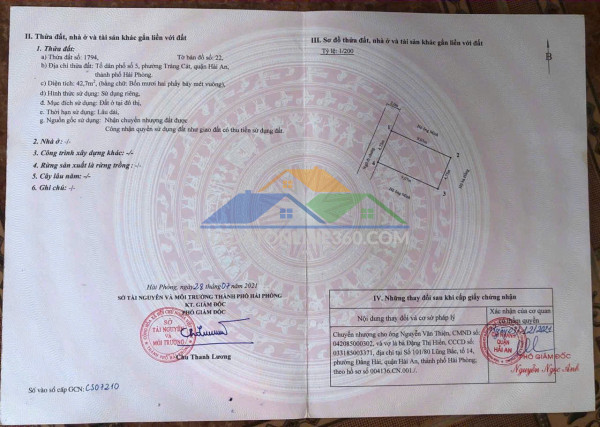 II. Thửa đất, nhà ở và tài sản khác gắn liền với đất
1. Thửa đất:
a) Thửa đất số: 1794, Tờ bản đồ số: 22,
b) Địa chỉ thửa đất: Tổ dân phố số 5, phường Tràng Cát, quận Hải An,
thành phố Hải Phòng.
c) Diện tích: 42,7m², (bằng chữ: Bốn mươi hai phẩy bảy mét vuông),
d) Hình thức sử dụng: Sử dụng riêng,
đ. Mục đích sử dụng: Đất ở tại đô thị,
e. Thời hạn sử dụng: Lâu dài,
g. Nguồn gốc sử dụng: Nhận chuyển nhượng đất được
Công nhận quyền sử dụng đất như giao đất có thu tiền sử dụng đất.
2. Nhà ở: -/-
3. Công trình xây dựng khác: -/-
4. Rừng sản xuất là rừng trồng: -/-
5. Cây lâu năm: -/-
6. Ghi chú: -/-
Hải Phòng, ngày 28 tháng 07 năm 2021
SỞ TÀI NGUYÊN VÀ MÔI TRƯỜNG THÀNH PHỐ HẢI PHÒNG
KT. GIÁM ĐỐC
PHÓ GIÁM ĐỐC
SỞ
TÀI NGUYÊN
VÀ
MÔI TRƯỜNG
Chu Thanh Lương
Số vào sổ cấp GCN: CS07210
III. Sơ đồ thửa đất, nhà ở và tài sản khác gắn liền với đất
Tỷ lệ: 1/200
B
360.COM
IV. Những thay đổi sau khi cấp giấy chứng nhận
Nội dung thay đổi và cơ sở pháp lý
Xác nhận của cơ quan
có thẩm quyền
Chuyển nhượng cho ông Nguyễn Văn Thiện, CMND số
042085000302, và vợ là bà Đặng Thị Hiền, CCCD số
033185003371, địa chỉ tại Số 101/80 Lũng Bắc, tổ 14,
phường Đằng Hải, quận Hải An, thành phố Hải Phòng;
theo hồ sơ số 004136.CN.001./.
QUẬN
HẢI AN
PHÓ GIÁM ĐỐC
Nguyễn Ngọc Anh